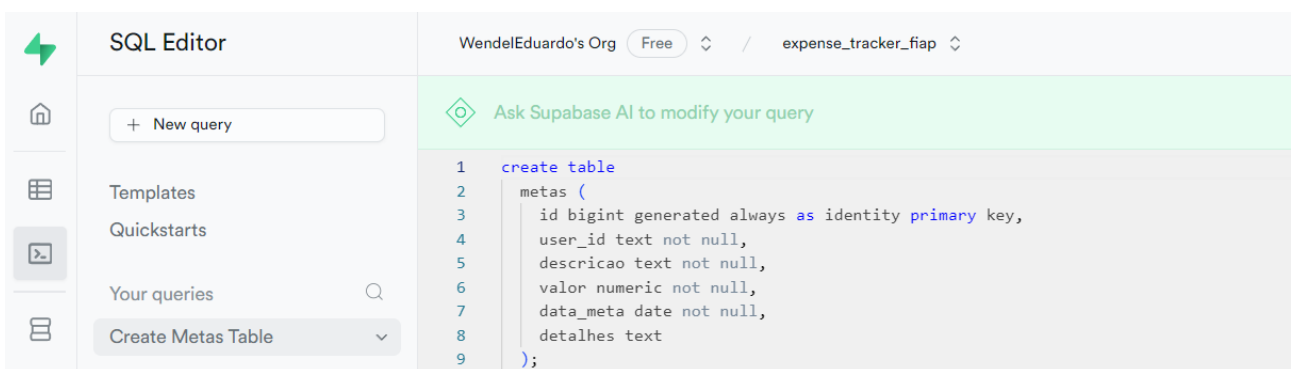 SQL Editor
WendelEduardo's Org Free / expense_tracker_fiap
+ New query
Templates
Quickstarts
Your queries
Create Metas Table
Ask Supabase AI to modify your query
1 create table
2 metas (
3 id bigint generated always as identity primary key,
4 user_id text not null,
5 descricao text not null,
6 valor numeric not null,
7 data_meta date not null,
8 detalhes text
9 );